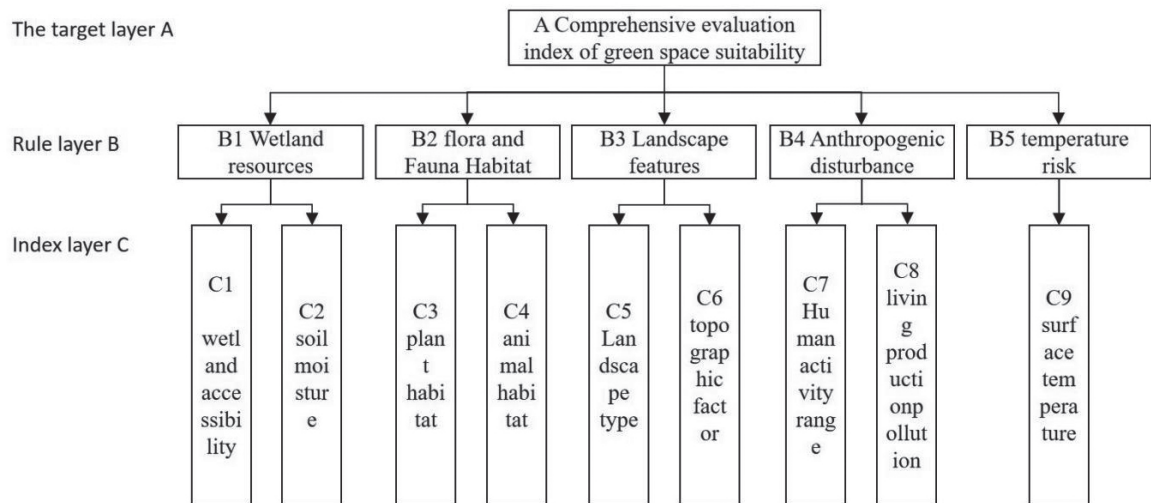 The target layer A
A Comprehensive evaluation
index of green space suitability
Rule layer B
B1 Wetland
resources
B2 flora and
Fauna Habitat
B3 Landscape
features
B4 Anthropogenic
disturbance
B5 temperature
risk
Index layer C
C1
wetl
and acce
ssibi
lity
C2
soil
moi
stur
e
C3
plan
t
habi
tat
C4
ani
mal
habi
tat
C5
Lan
dsca
pe
type
C6
topo
grap
hic
fact
or
C7
Hu
man
acti
vity
rang
e
C8
livin
g
prod
ucti
onp
ollut
ion
C9
surf
ace
tem
pera
ture